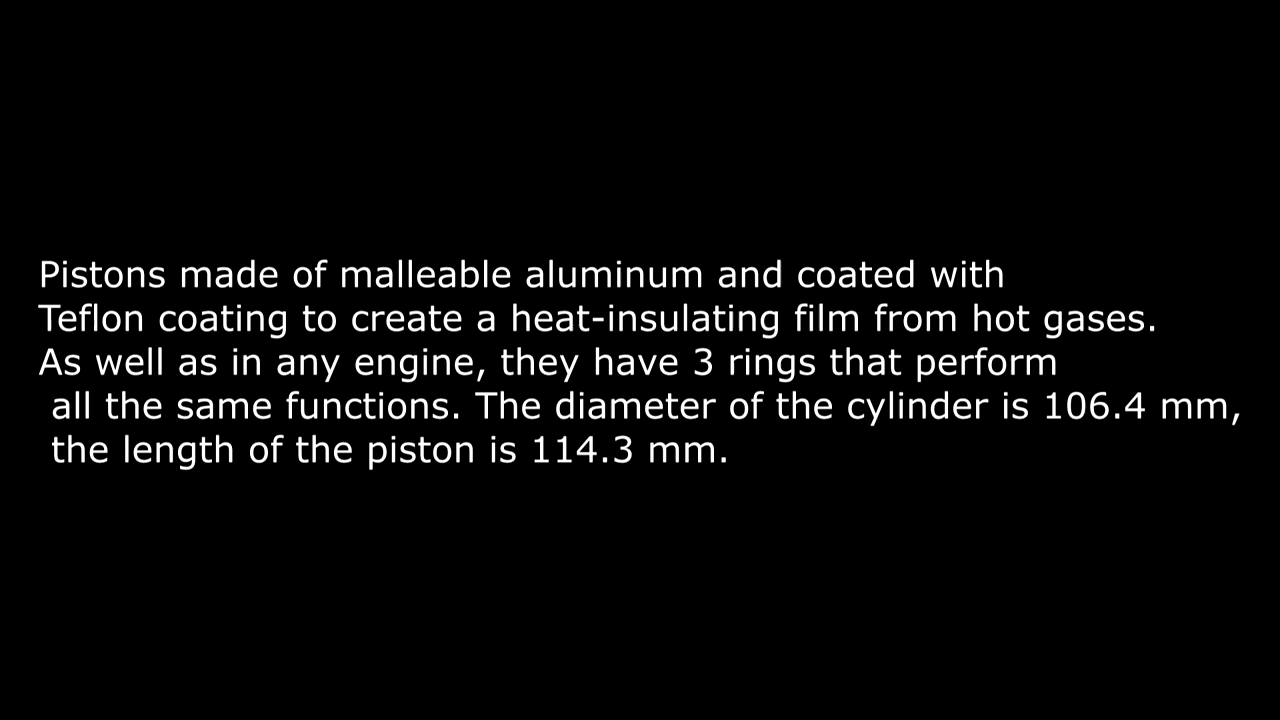 Pistons made of malleable aluminum and coated with
Teflon coating to create a heat-insulating film from hot gases.
As well as in any engine, they have 3 rings that perform
all the same functions. The diameter of the cylinder is 106.4 mm,
the length of the piston is 114.3 mm.